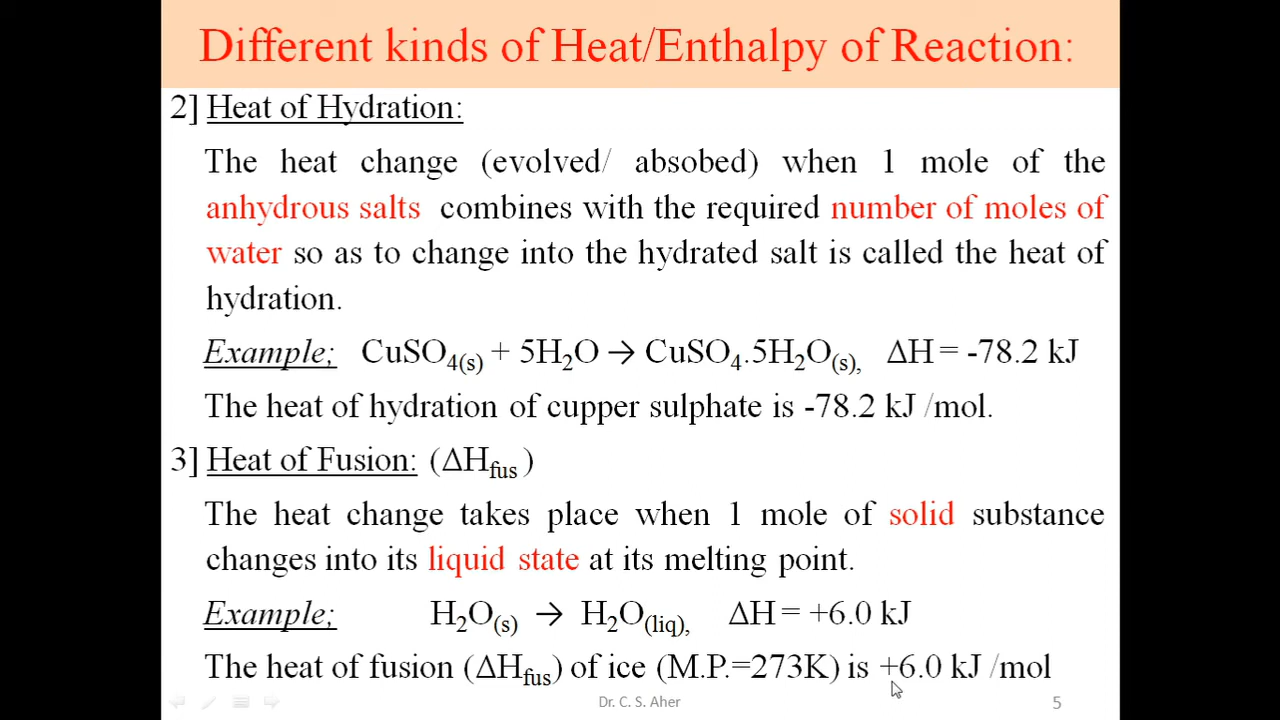 Different kinds of Heat/Enthalpy of Reaction:
2] Heat of Hydration:
The heat change (evolved/ absobed) when 1 mole of the
anhydrous salts combines with the required number of moles of
water so as to change into the hydrated salt is called the heat of
hydration.
Example; CuSO₄(s) + 5H₂O → CuSO₄.5H₂O(s), ΔH = -78.2 kJ
The heat of hydration of cupper sulphate is -78.2 kJ /mol.
3] Heat of Fusion: (ΔHfus )
The heat change takes place when 1 mole of solid substance
changes into its liquid state at its melting point.
Example; H₂O(s) → H₂O(liq), ΔH = +6.0 kJ
The heat of fusion (ΔHfus) of ice (M.P.=273K) is +6.0 kJ /mol
Dr. C. S. Aher 5